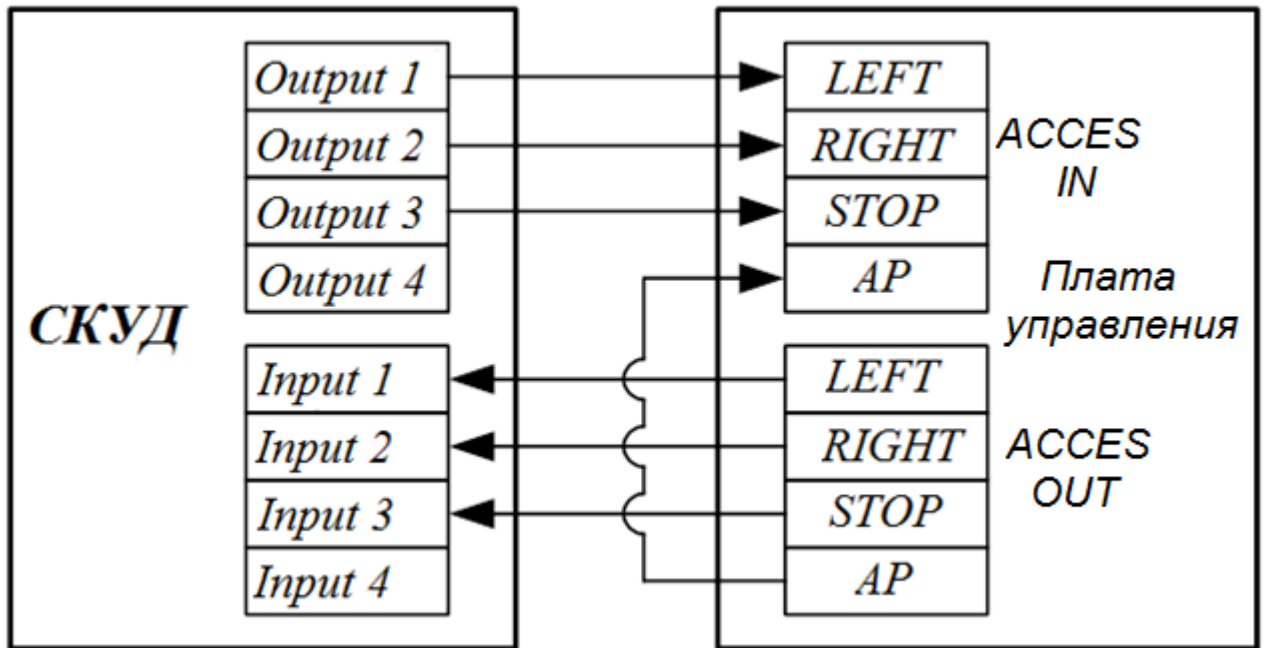 СКУД
Output 1
Output 2
Output 3
Output 4
Input 1
Input 2
Input 3
Input 4
LEFT
RIGHT
STOP
AP
ACCES
IN
Плата
управления
LEFT
RIGHT
STOP
AP
ACCES
OUT